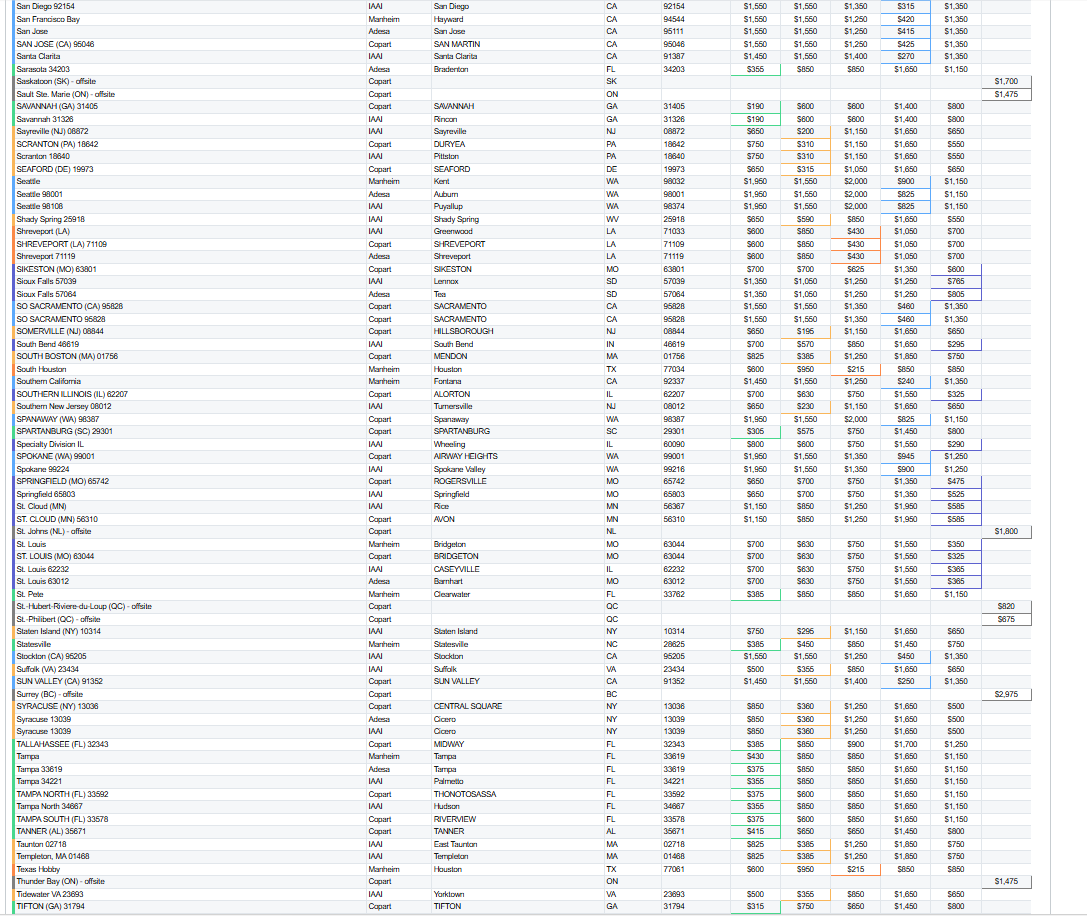 San Diego 92154 IAAI San Diego CA 92154 $1,550 $1,550 $1,350 $315 $1,350
San Francisco Bay Manheim Hayward CA 94544 $1,550 $1,550 $1,250 $420 $1,350
San Jose Adesa San Jose CA 95111 $1,550 $1,550 $1,250 $415 $1,350
SAN JOSE (CA) 95046 Copart SAN MARTIN CA 95046 $1,550 $1,550 $1,250 $425 $1,350
Santa Clarita IAAI Santa Clarita CA 91387 $1,450 $1,550 $1,400 $270 $1,350
Sarasota 34203 Adesa Bradenton FL 34203 $355 $850 $850 $1,650 $1,150
Saskatoon (SK) - offsite Copart SK $1,700
Sault Ste. Marie (ON) - offsite Copart ON $1,475
SAVANNAH (GA) 31405 Copart SAVANNAH GA 31405 $190 $600 $600 $1,400 $800
Savannah 31326 IAAI Rincon GA 31326 $190 $600 $600 $1,400 $800
Sayreville (NJ) 08872 IAAI Sayreville NJ 08872 $650 $200 $1,150 $1,650 $650
SCRANTON (PA) 18642 Copart DURYEA PA 18642 $750 $310 $1,150 $1,650 $550
Scranton 18640 IAAI Pittston PA 18640 $750 $310 $1,150 $1,650 $550
SEAFORD (DE) 19973 Copart SEAFORD DE 19973 $650 $315 $1,050 $1,650 $650
Seattle Manheim Kent WA 98032 $1,950 $1,550 $2,000 $900 $1,150
Seattle 98001 Adesa Auburn WA 98001 $1,950 $1,550 $2,000 $825 $1,150
Seattle 98108 IAAI Puyallup WA 98374 $1,950 $1,550 $2,000 $825 $1,150
Shady Spring 25918 IAAI Shady Spring WV 25918 $650 $590 $850 $1,650 $550
Shreveport (LA) IAAI Greenwood LA 71033 $600 $850 $430 $1,050 $700
SHREVEPORT (LA) 71109 Copart SHREVEPORT LA 71109 $600 $850 $430 $1,050 $700
Shreveport 71119 Adesa Shreveport LA 71119 $600 $850 $430 $1,050 $700
SIKESTON (MO) 63801 Copart SIKESTON MO 63801 $700 $700 $625 $1,350 $600
Sioux Falls 57039 IAAI Lennox SD 57039 $1,350 $1,050 $1,250 $1,250 $765
Sioux Falls 57064 Adesa Tea SD 57064 $1,350 $1,050 $1,250 $1,250 $805
SO SACRAMENTO (CA) 95828 Copart SACRAMENTO CA 95828 $1,550 $1,550 $1,350 $460 $1,350
SO SACRAMENTO 95828 Copart SACRAMENTO CA 95828 $1,550 $1,550 $1,350 $460 $1,350
SOMERVILLE (NJ) 08844 Copart HILLSBOROUGH NJ 08844 $650 $195 $1,150 $1,650 $650
South Bend 46619 IAAI South Bend IN 46619 $700 $570 $850 $1,650 $295
SOUTH BOSTON (MA) 01756 Copart MENDON MA 01756 $825 $385 $1,250 $1,850 $750
South Houston Manheim Houston TX 77034 $600 $950 $215 $850 $850
Southern California Manheim Fontana CA 92337 $1,450 $1,550 $1,250 $240 $1,350
SOUTHERN ILLINOIS (IL) 62207 Copart ALORTON IL 62207 $700 $630 $750 $1,550 $325
Southern New Jersey 08012 IAAI Turnersville NJ 08012 $650 $230 $1,150 $1,650 $650
SPANAWAY (WA) 98387 Copart Spanaway WA 98387 $1,950 $1,550 $2,000 $825 $1,150
SPARTANBURG (SC) 29301 Copart SPARTANBURG SC 29301 $305 $575 $750 $1,450 $800
Specialty Division IL IAAI Wheeling IL 60090 $800 $600 $750 $1,550 $290
SPOKANE (WA) 99001 Copart AIRWAY HEIGHTS WA 99001 $1,950 $1,550 $1,350 $945 $1,250
Spokane 99224 IAAI Spokane Valley WA 99216 $1,950 $1,550 $1,350 $900 $1,250
SPRINGFIELD (MO) 65742 Copart ROGERSVILLE MO 65742 $650 $700 $750 $1,350 $475
Springfield 65803 IAAI Springfield MO 65803 $650 $700 $750 $1,350 $525
St. Cloud (MN) IAAI Rice MN 56367 $1,150 $850 $1,250 $1,950 $585
ST. CLOUD (MN) 56310 Copart AVON MN 56310 $1,150 $850 $1,250 $1,950 $585
St. Johns (NL) - offsite Copart NL $1,800
St. Louis Manheim Bridgeton MO 63044 $700 $630 $750 $1,550 $350
ST. LOUIS (MO) 63044 Copart BRIDGETON MO 63044 $700 $630 $750 $1,550 $325
St. Louis 62232 IAAI CASEYVILLE IL 62232 $700 $630 $750 $1,550 $365
St. Louis 63012 Adesa Barnhart MO 63012 $700 $630 $750 $1,550 $365
St. Pete Manheim Clearwater FL 33762 $385 $850 $850 $1,650 $1,150
St.-Hubert-Riviere-du-Loup (QC) - offsite Copart QC $820
St.-Philibert (QC) - offsite Copart QC $675
Staten Island (NY) 10314 IAAI Staten Island NY 10314 $750 $295 $1,150 $1,650 $650
Statesville Manheim Statesville NC 28625 $385 $450 $850 $1,450 $750
Stockton (CA) 95205 IAAI Stockton CA 95205 $1,550 $1,550 $1,250 $450 $1,350
Suffolk (VA) 23434 IAAI Suffolk VA 23434 $500 $355 $850 $1,650 $650
SUN VALLEY (CA) 91352 Copart SUN VALLEY CA 91352 $1,450 $1,550 $1,400 $250 $1,350
Surrey (BC) - offsite Copart BC $2,975
SYRACUSE (NY) 13036 Copart CENTRAL SQUARE NY 13036 $850 $360 $1,250 $1,650 $500
Syracuse 13039 Adesa Cicero NY 13039 $850 $360 $1,250 $1,650 $500
Syracuse 13039 IAAI Cicero NY 13039 $850 $360 $1,250 $1,650 $500
TALLAHASSEE (FL) 32343 Copart MIDWAY FL 32343 $385 $850 $900 $1,700 $1,250
Tampa Manheim Tampa FL 33619 $430 $850 $850 $1,650 $1,150
Tampa 33619 Adesa Tampa FL 33619 $375 $850 $850 $1,650 $1,150
Tampa 34221 IAAI Palmetto FL 34221 $355 $850 $850 $1,650 $1,150
TAMPA NORTH (FL) 33592 Copart THONOTOSASSA FL 33592 $375 $600 $850 $1,650 $1,150
Tampa North 34667 IAAI Hudson FL 34667 $355 $850 $850 $1,650 $1,150
TAMPA SOUTH (FL) 33578 Copart RIVERVIEW FL 33578 $375 $600 $850 $1,650 $1,150
TANNER (AL) 35671 Copart TANNER AL 35671 $415 $650 $650 $1,450 $800
Taunton 02718 IAAI East Taunton MA 02718 $825 $385 $1,250 $1,850 $750
Templeton, MA 01468 IAAI Templeton MA 01468 $825 $385 $1,250 $1,850 $750
Texas Hobby Manheim Houston TX 77061 $600 $950 $215 $850 $850
Thunder Bay (ON) - offsite Copart ON $1,475
Tidewater VA 23693 IAAI Yorktown VA 23693 $500 $355 $850 $1,650 $650
TIFTON (GA) 31794 Copart TIFTON GA 31794 $315 $750 $650 $1,450 $800